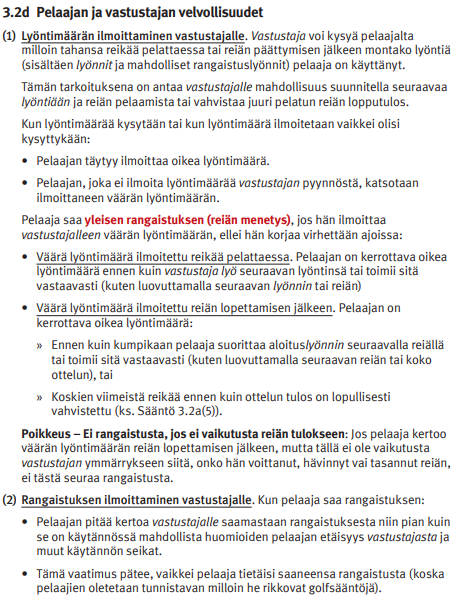 3.2d Pelaajan ja vastustajan velvollisuudet
(1) Lyöntimäärän ilmoittaminen vastustajalle. Vastustaja voi kysyä pelaajalta
milloin tahansa reikää pelattaessa tai reiän päättymisen jälkeen montako lyöntiä
(sisältäen lyönnit ja mahdolliset rangaistuslyönnit) pelaaja on käyttänyt.
Tämän tarkoituksena on antaa vastustajalle mahdollisuus suunnitella seuraavaa
lyöntiään ja reiän pelaamista tai vahvistaa juuri pelatun reiän lopputulos.
Kun lyöntimäärää kysytään tai kun lyöntimäärä ilmoitetaan vaikkei olisi
kysyttykään:
• Pelaajan täytyy ilmoittaa oikea lyöntimäärä.
• Pelaajan, joka ei ilmoita lyöntimäärää vastustajan pyynnöstä, katsotaan
ilmoittaneen väärän lyöntimäärän.
Pelaaja saa yleisen rangaistuksen (reiän menetys), jos hän ilmoittaa
vastustajalleen väärän lyöntimäärän, ellei hän korjaa virhettään ajoissa:
• Väärä lyöntimäärä ilmoitettu reikää pelattaessa. Pelaajan on kerrottava oikea
lyöntimäärä ennen kuin vastustaja lyö seuraavan lyöntinsä tai toimii sitä
vastaavasti (kuten luovuttamalla seuraavan lyönnin tai reiän)
• Väärä lyöntimäärä ilmoitettu reiän lopettamisen jälkeen. Pelaajan on
kerrottava oikea lyöntimäärä:
» Ennen kuin kumpikaan pelaaja suorittaa aloituslyönnin seuraavalla reiällä
tai toimii sitä vastaavasti (kuten luovuttamalla seuraavan reiän tai koko
ottelun), tai
» Koskien viimeistä reikää ennen kuin ottelun tulos on lopullisesti
vahvistettu (ks. Sääntö 3.2a(5)).
Poikkeus – Ei rangaistusta, jos ei vaikutusta reiän tulokseen: Jos pelaaja kertoo
väärän lyöntimäärän reiän lopettamisen jälkeen, mutta tällä ei ole vaikutusta
vastustajan ymmärrykseen siitä, onko hän voittanut, hävinnyt vai tasannut reiän,
ei tästä seuraa rangaistusta.
(2) Rangaistuksen ilmoittaminen vastustajalle. Kun pelaaja saa rangaistuksen:
• Pelaajan pitää kertoa vastustajalle saamastaan rangaistuksesta niin pian kuin
se on käytännössä mahdollista huomioiden pelaajan etäisyys vastustajasta ja
muut käytännön seikat.
• Tämä vaatimus pätee, vaikkei pelaaja tietäisi saaneensa rangaistusta (koska
pelaajien oletetaan tunnistavan milloin he rikkovat golfsääntöjä).